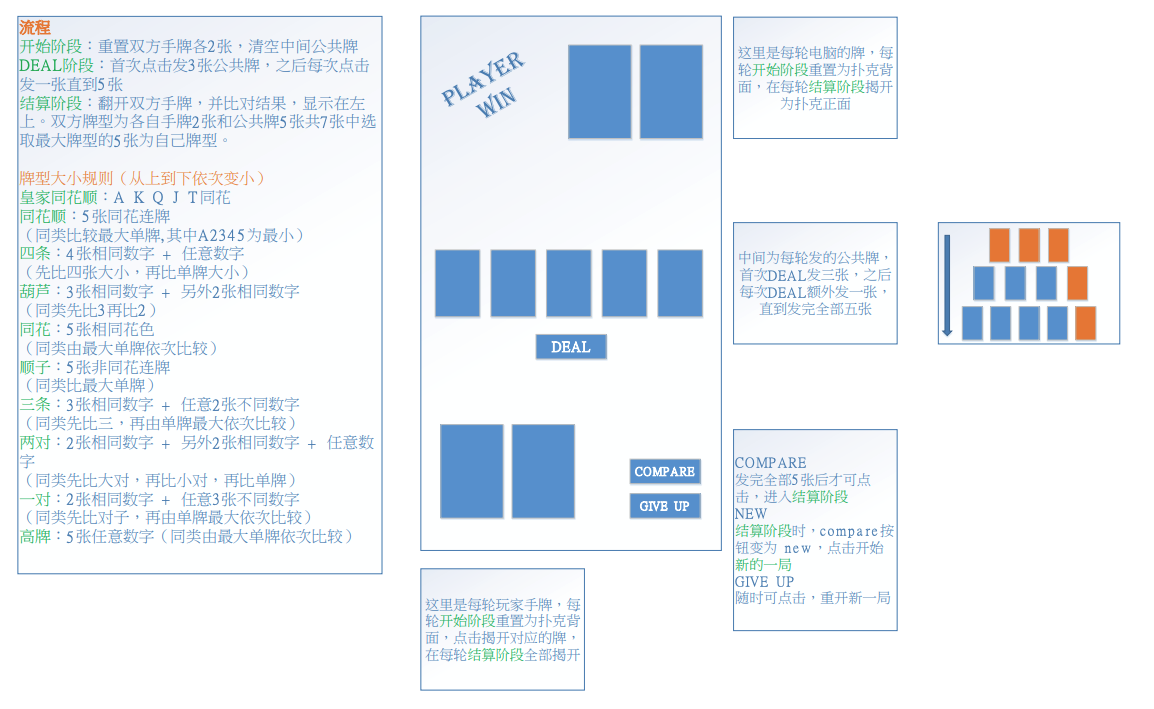 流程
开始阶段：重置双方手牌各2张，清空中间公共牌
DEAL阶段：首次点击发3张公共牌，之后每次点击
发一张直到5张
结算阶段：翻开双方手牌，并比对结果，显示在左
上。双方牌型为各自手牌2张和公共牌5张共7张中选
取最大牌型的5张为自己牌型。
牌型大小规则（从上到下依次变小）
皇家同花顺：A K Q J T同花
同花顺：5张同花连牌
（同类比较最大单牌,其中A2345为最小）
四条：4张相同数字 + 任意数字
（先比四张大小，再比单牌大小）
葫芦：3张相同数字 + 另外2张相同数字
（同类先比3再比2）
同花：5张相同花色
（同类由最大单牌依次比较）
顺子：5张非同花连牌
（同类比最大单牌）
三条：3张相同数字 + 任意2张不同数字
（同类先比三，再由单牌最大依次比较）
两对：2张相同数字 + 另外2张相同数字 + 任意数
字
（同类先比大对，再比小对，再比单牌）
一对：2张相同数字 + 任意3张不同数字
（同类先比对子，再由单牌最大依次比较）
高牌：5张任意数字（同类由最大单牌依次比较）
PLAYER
WIN
DEAL
COMPARE
GIVE UP
这里是每轮电脑的牌，每
轮开始阶段重置为扑克背
面，在每轮结算阶段揭开
为扑克正面
中间为每轮发的公共牌，
首次DEAL发三张，之后
每次DEAL额外发一张，
直到发完全部五张
COMPARE
发完全部5张后才可点
击，进入结算阶段
NEW
结算阶段时，compare按
钮变为 new，点击开始
新的一局
GIVE UP
随时可点击，重开新一局
这里是每轮玩家手牌，每
轮开始阶段重置为扑克背
面，点击揭开对应的牌，
在每轮结算阶段全部揭开